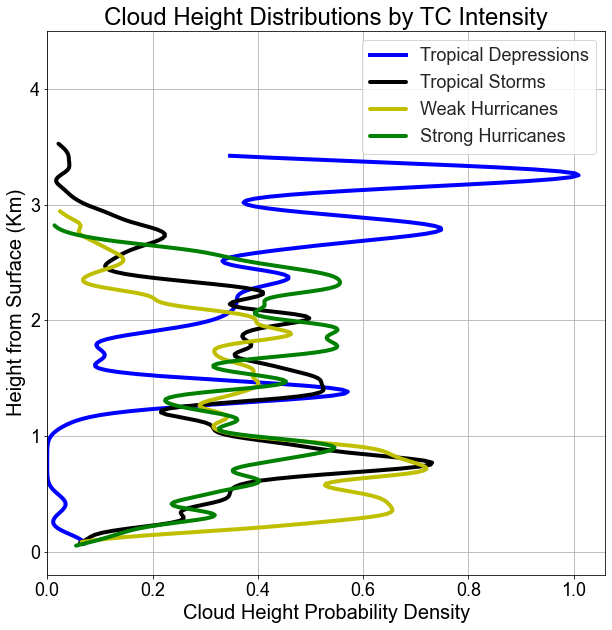 Cloud Height Distributions by TC Intensity
Tropical Depressions
Tropical Storms
Weak Hurricanes
Strong Hurricanes
Height from Surface (Km)
4
3
2
1
0
0.0 0.2 0.4 0.6 0.8 1.0
Cloud Height Probability Density